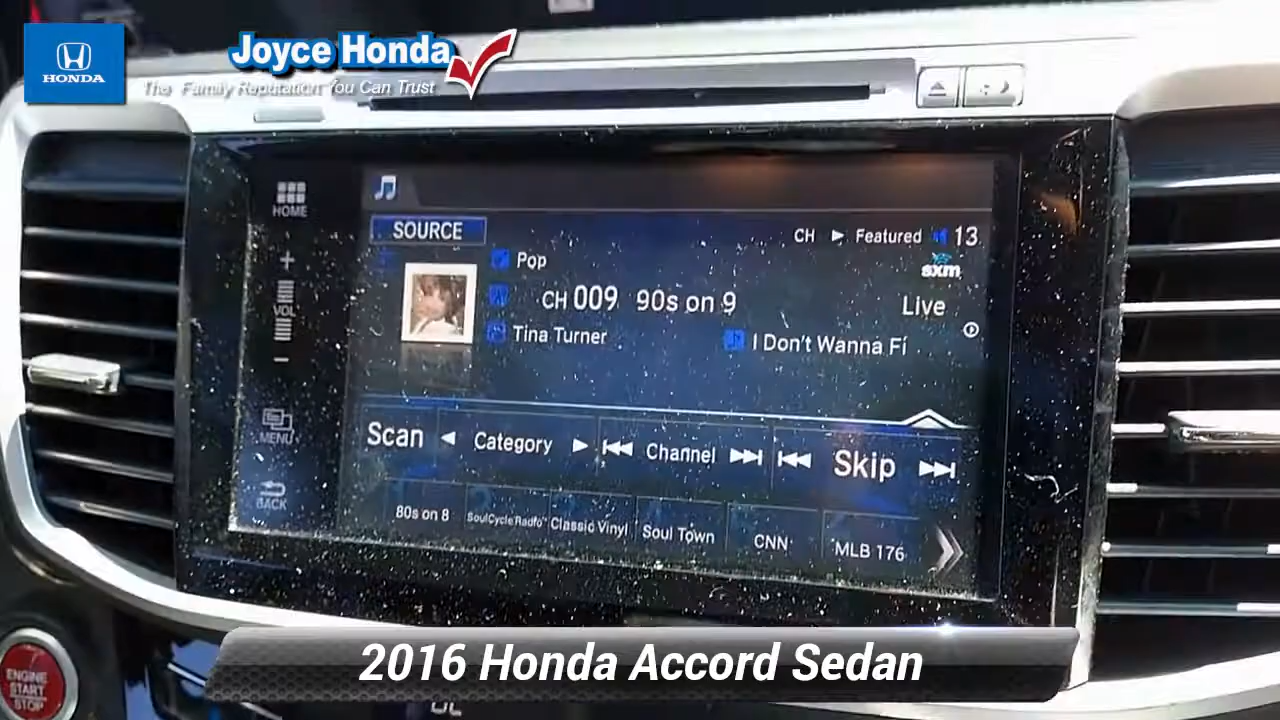 HONDA
Joyce Honda
The Family Reputation You Can Trust
HOME
SOURCE
CH ► Featured 13
sxm
Pop
CH 009 90s on 9
Live
VOL
Tina Turner
I Don't Wanna Fi
MENU
Scan ◄ Category ► Channel Skip
BACK
80s on 8
SoulCycle Radio
Classic Vinyl
Soul Town
CNN
MLB 176
ENGINE
START
STOP
2016 Honda Accord Sedan